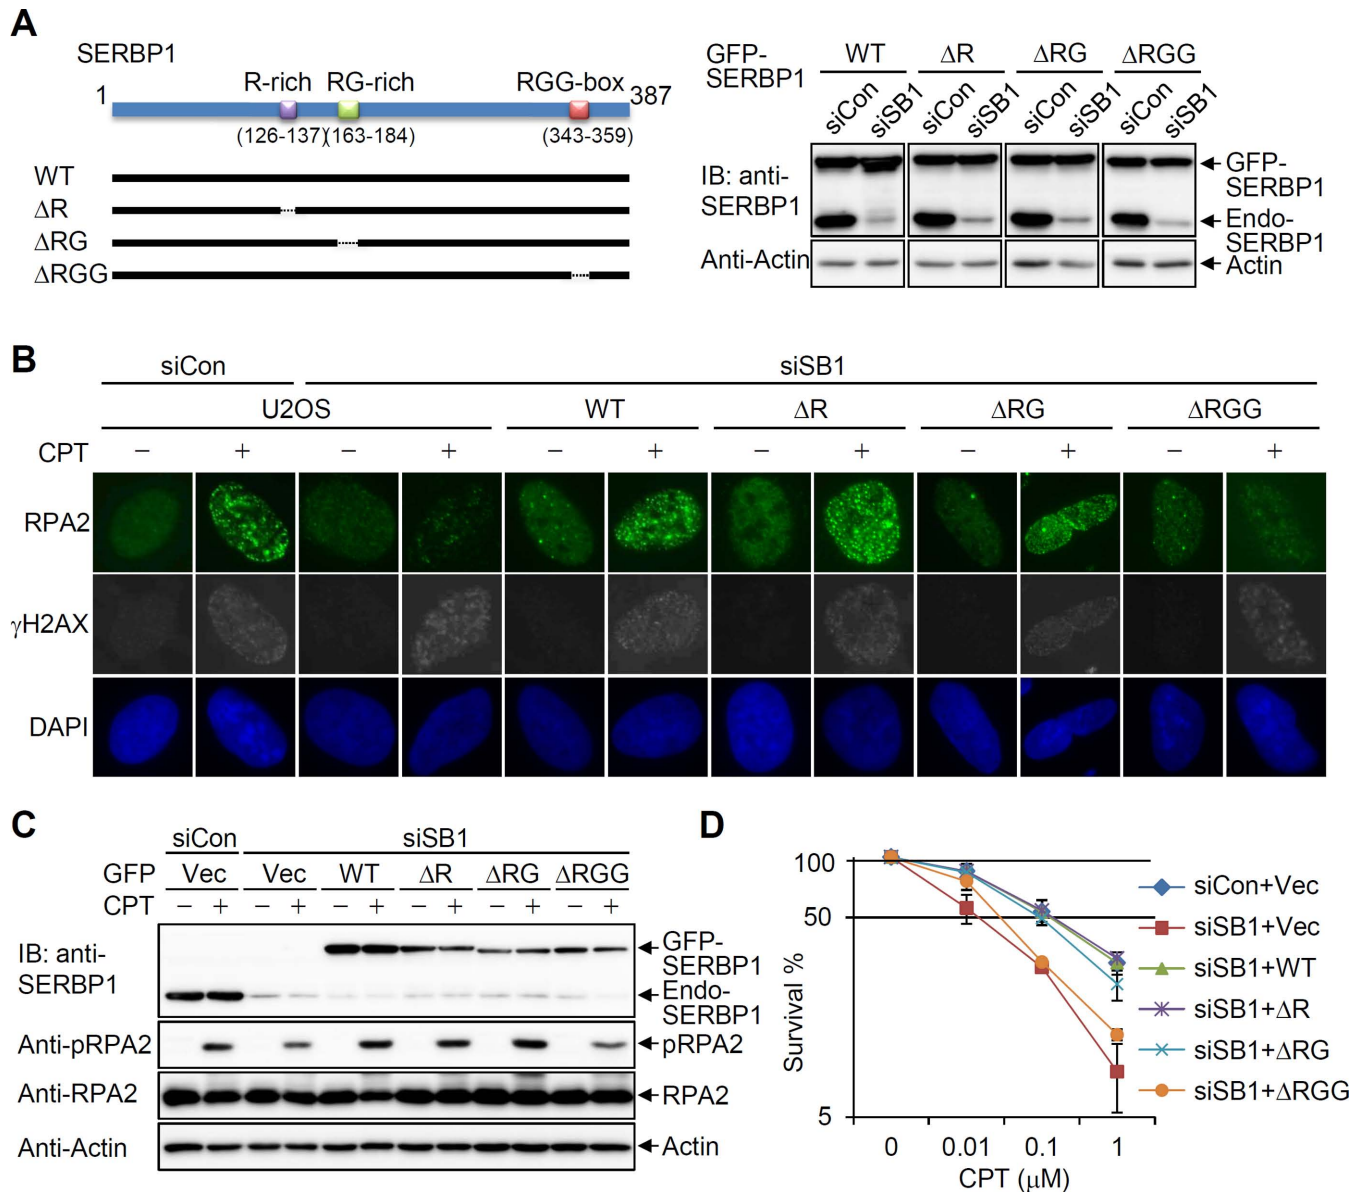 A
SERBP1
1
R-rich RG-rich RGG-box
387
(126-137)(163-184) (343-359)
WT
ΔR
ΔRG
ΔRGG
GFP-
SERBP1
WT ΔR ΔRG ΔRGG
siCon siSB1 siCon siSB1 siCon siSB1 siCon siSB1
IB: anti-
SERBP1
GFP-
SERBP1
Endo-
SERBP1
Anti-Actin
Actin
B
siCon siSB1
U2OS WT ΔR ΔRG ΔRGG
CPT − + − + − + − + − + − +
RPA2
γH2AX
DAPI
C
siCon siSB1
GFP Vec Vec WT ΔR ΔRG ΔRGG
CPT − + − + − + − + − + − +
IB: anti-
SERBP1
GFP-
SERBP1
Endo-
SERBP1
Anti-pRPA2 pRPA2
Anti-RPA2 RPA2
Anti-Actin Actin
D
Survival %
100
50
5
0 0.01 0.1 1
CPT (μM)
siCon+Vec
siSB1+Vec
siSB1+WT
siSB1+ΔR
siSB1+ΔRG
siSB1+ΔRGG